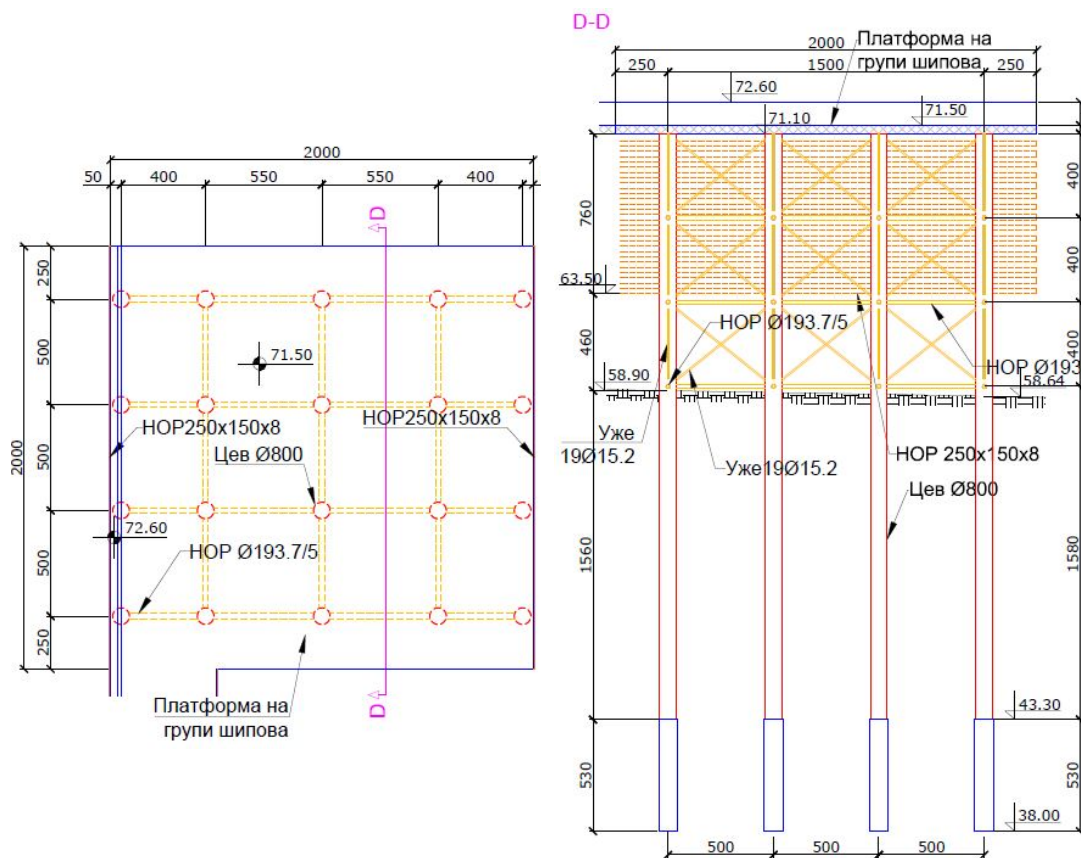 D-D
2000
250
1500
250
Платформа на
групи шипова
72.60
71.50
71.10
760
63.50
460
58.90
1560
530
400
400
400
58.64
1580
43.30
530
38.00
НОР Ø193.7/5
НОР Ø193
Уже
19Ø15.2
Уже19Ø15.2
НОР 250x150x8
Цев Ø800
500
500
500
2000
50
400
550
550
400
D
2000
250
500
500
500
250
71.50
НОР250x150x8
НОР250x150x8
Цев Ø800
72.60
НОР Ø193.7/5
Платформа на
групи шипова
D